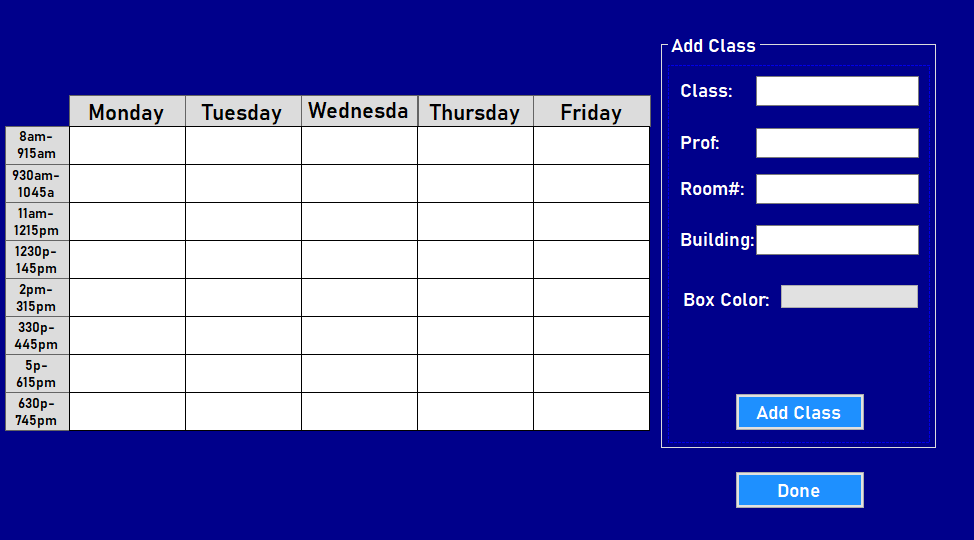 Add Class
Class:
Prof:
Room#:
Building:
Box Color:
Add Class
Done
Monday Tuesday Wednesda Thursday Friday
8am-
915am
930am-
1045a
11am-
1215pm
1230p-
145pm
2pm-
315pm
330p-
445pm
5p-
615pm
630p-
745pm